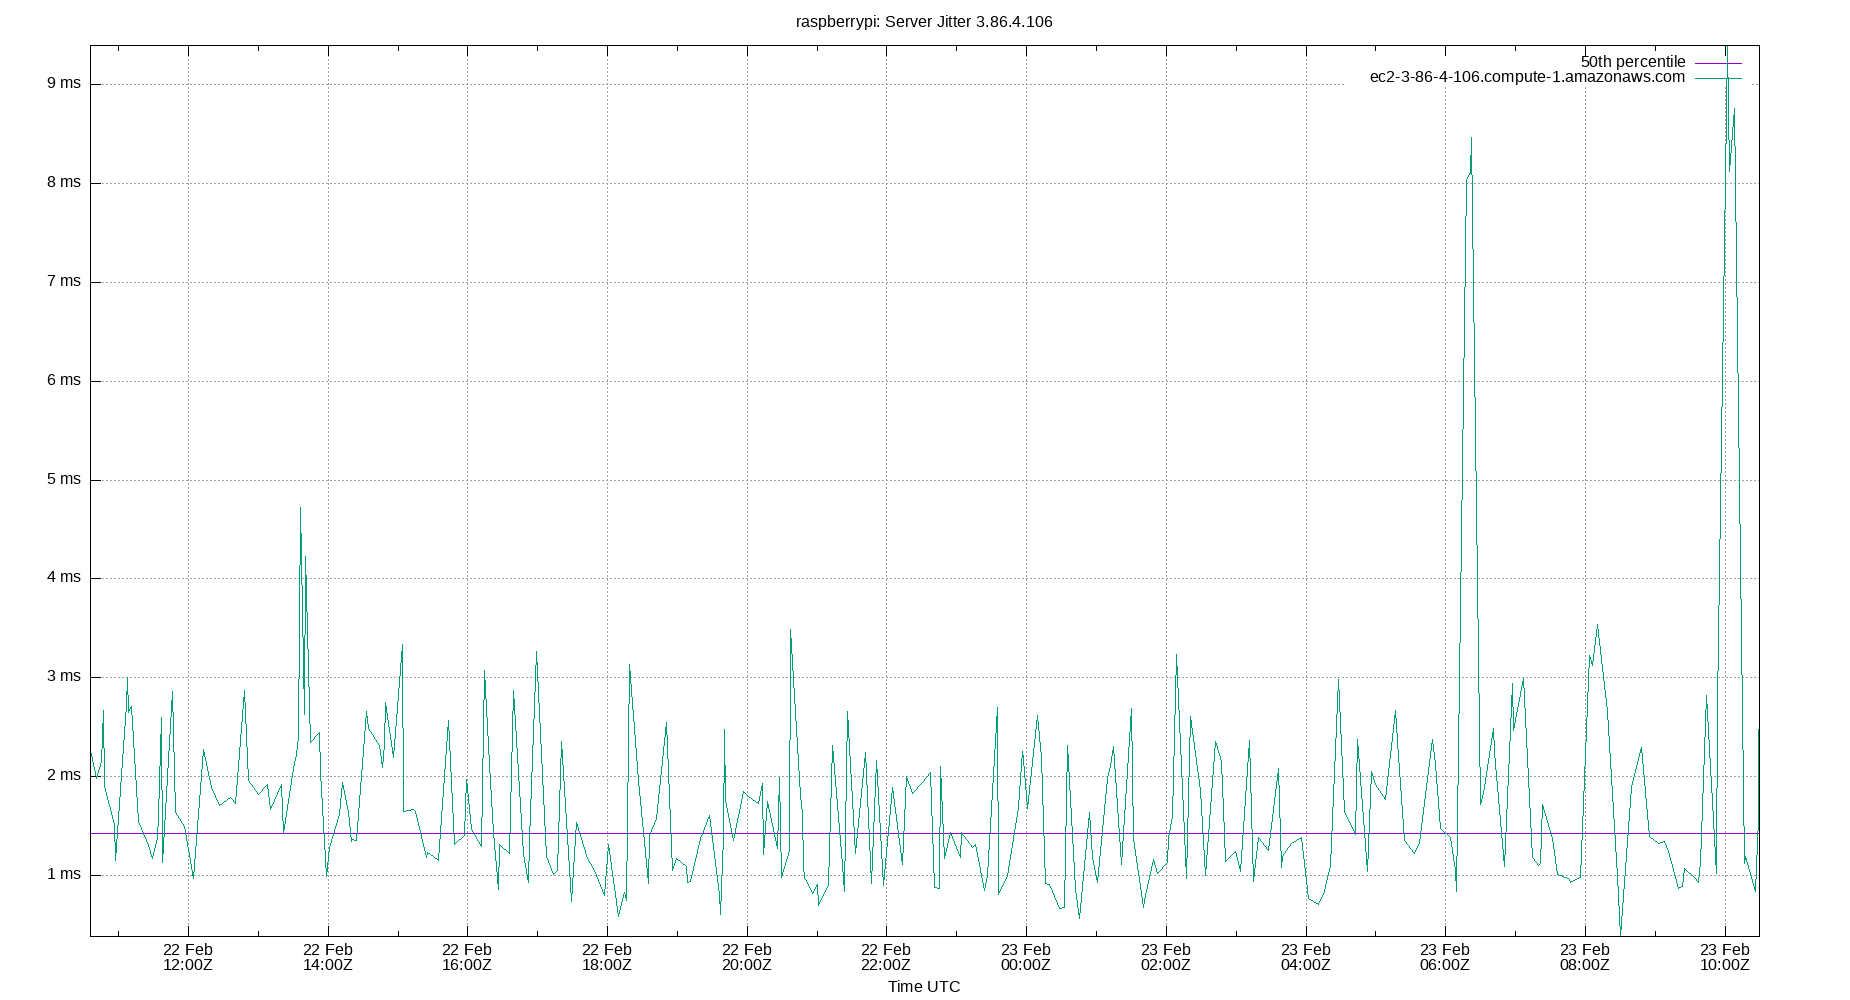 raspberrypi: Server Jitter 3.86.4.106
50th percentile
ec2-3-86-4-106.compute-1.amazonaws.com
9 ms
8 ms
7 ms
6 ms
5 ms
4 ms
3 ms
2 ms
1 ms
22 Feb 22 Feb 22 Feb 22 Feb 22 Feb 22 Feb 23 Feb 23 Feb 23 Feb 23 Feb 23 Feb 23 Feb
12:00Z 14:00Z 16:00Z 18:00Z 20:00Z 22:00Z 00:00Z 02:00Z 04:00Z 06:00Z 08:00Z 10:00Z
Time UTC